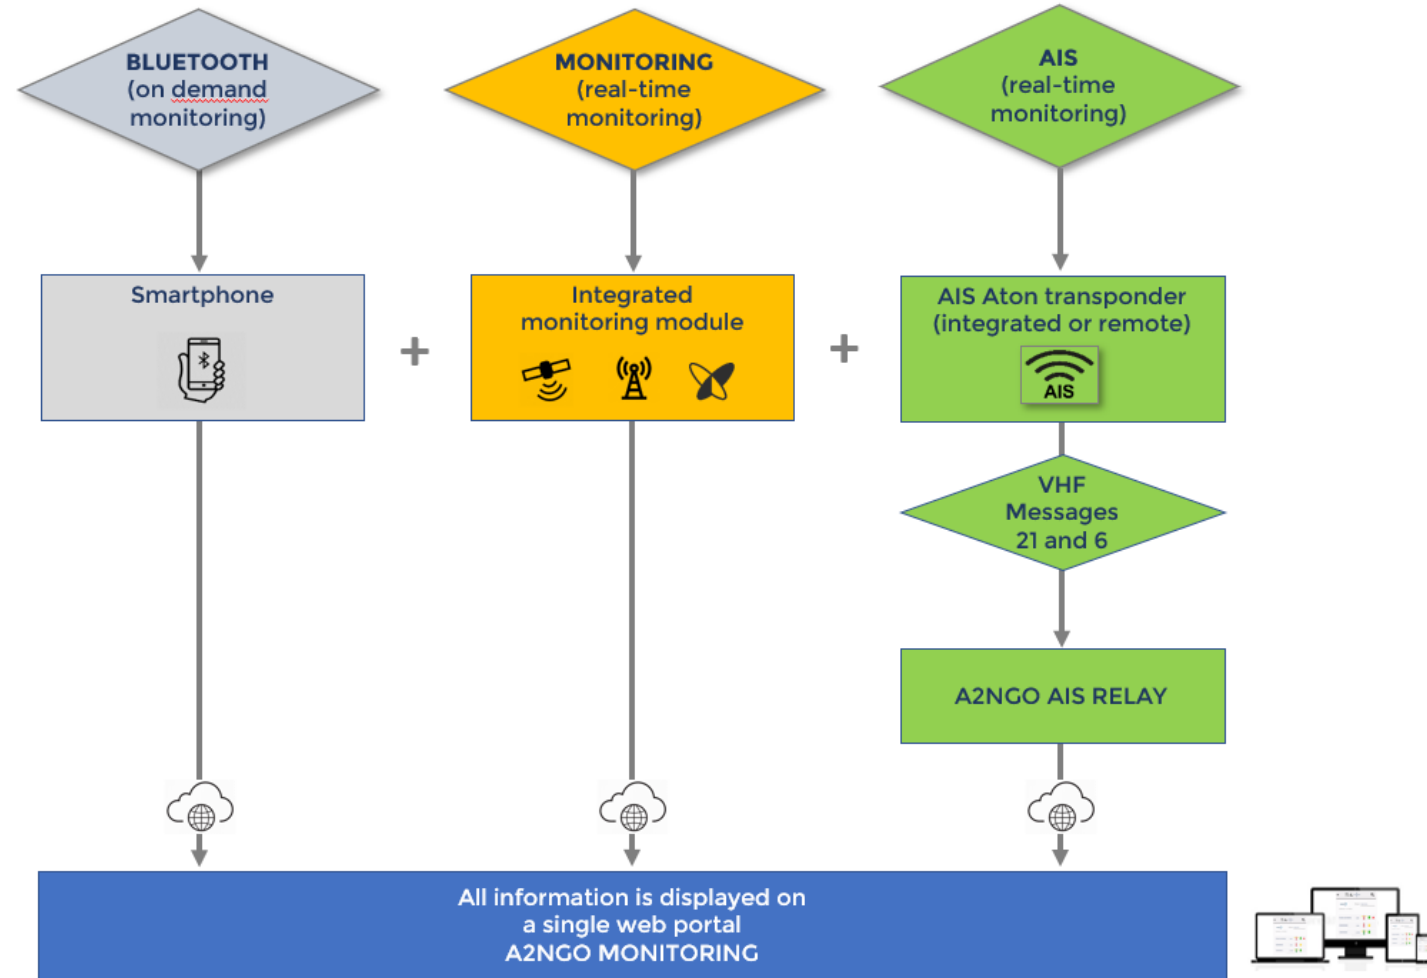 BLUETOOTH
(on demand
monitoring)
MONITORING
(real-time
monitoring)
AIS
(real-time
monitoring)
Smartphone
+
Integrated
monitoring module
+
AIS Aton transponder
(integrated or remote)
AIS
VHF
Messages
21 and 6
A2NGO AIS RELAY
All information is displayed on
a single web portal
A2NGO MONITORING